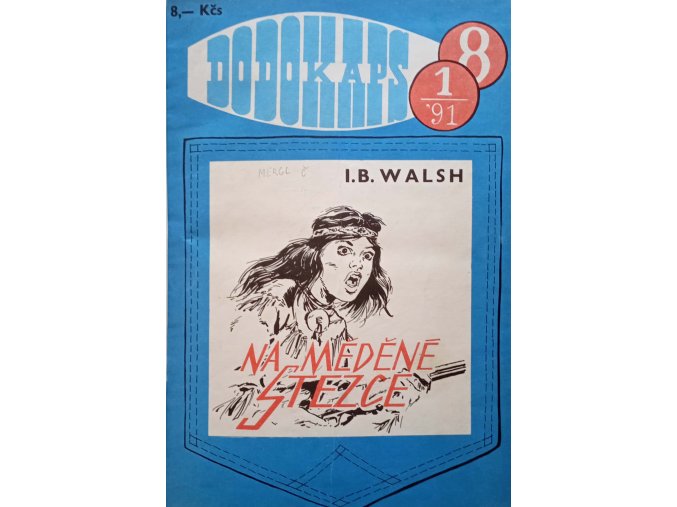 8,— Kčs
DODOKAPS
8
1
'91
I.B. WALSH
MERGL
NA MĚDĚNÉ
STEZCE